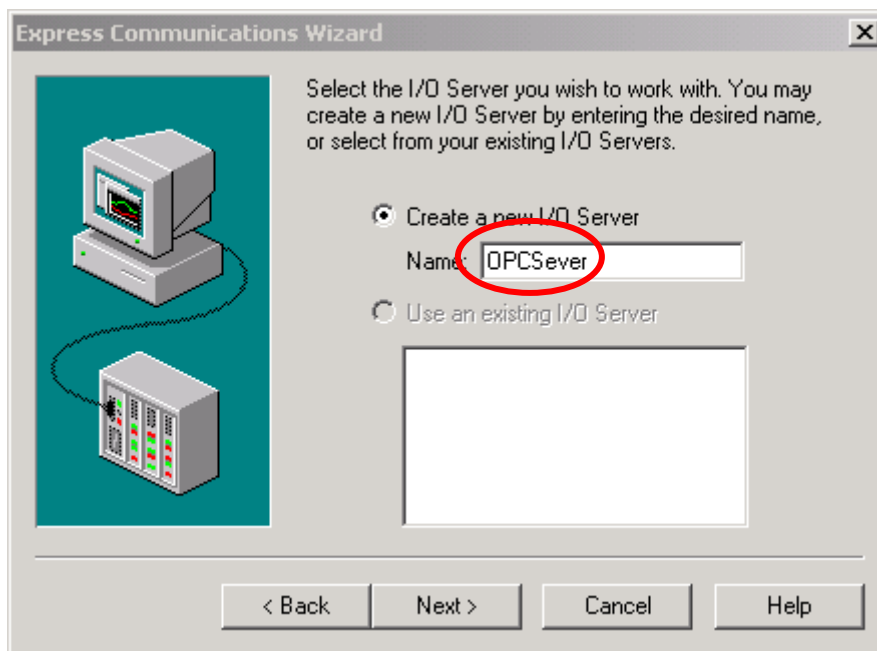 Express Communications Wizard
Select the I/O Server you wish to work with. You may
create a new I/O Server by entering the desired name,
or select from your existing I/O Servers.
Create a new I/O Server
Name: OPCSever
Use an existing I/O Server
< Back Next > Cancel Help